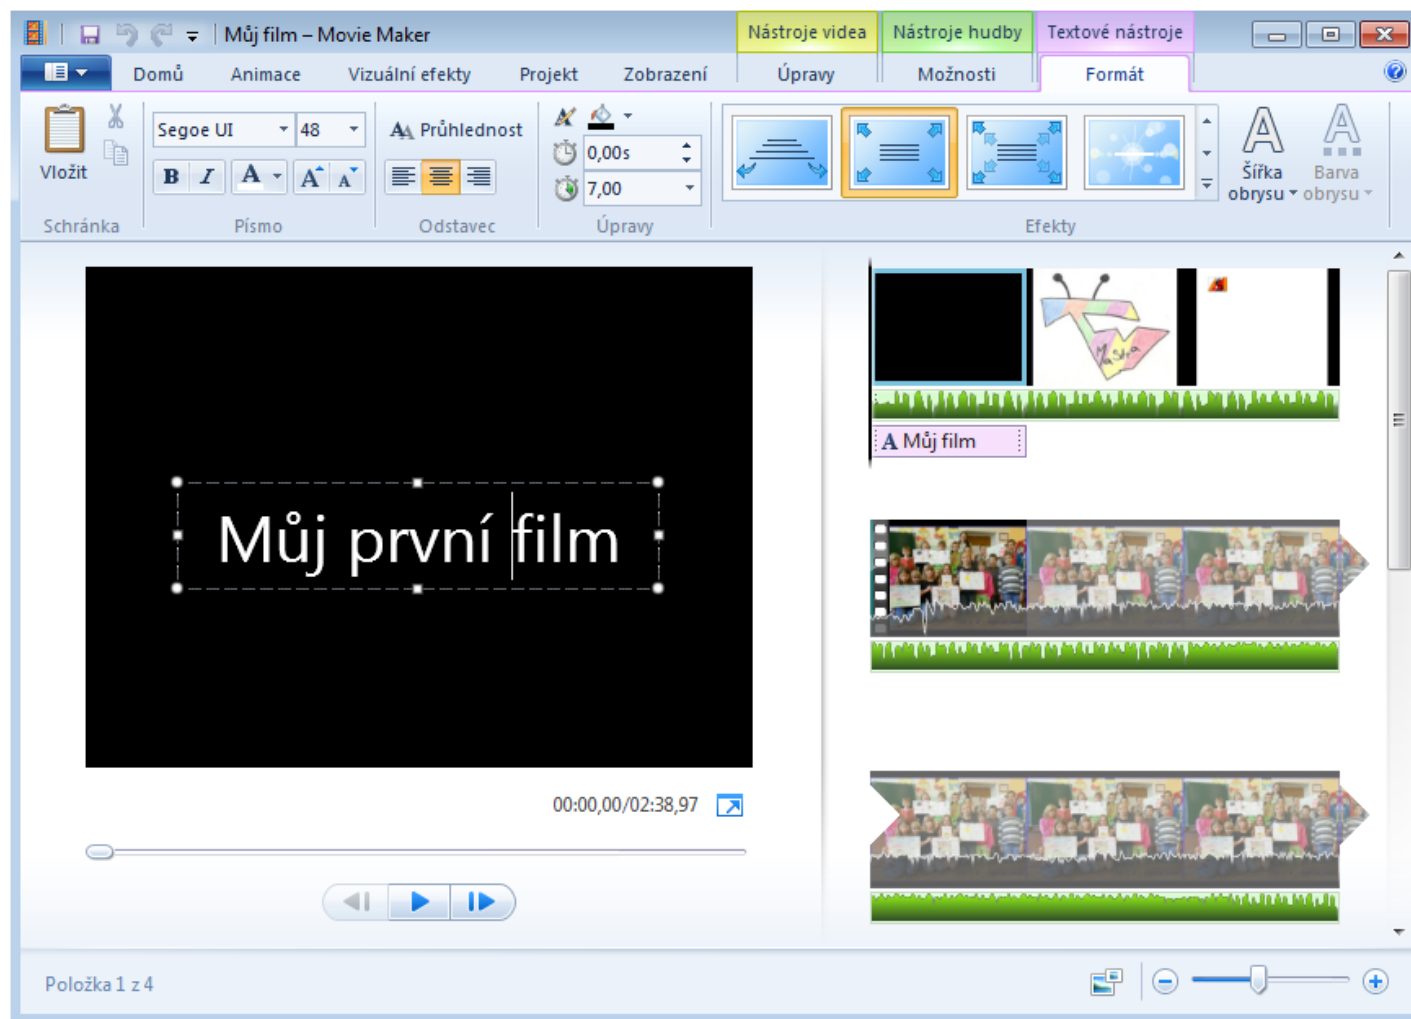 Můj film – Movie Maker
Nástroje videa
Nástroje hudby
Textové nástroje
Domů
Animace
Vizuální efekty
Projekt
Zobrazení
Úpravy
Možnosti
Formát
Vložit
Schránka
Segoe UI
48
B I A A A
Písmo
Průhlednost
Odstavec
0,00s
7,00
Úpravy
Efekty
Šířka
obrysu
Barva
obrysu
Můj první film
00:00,00/02:38,97
Mastra
A Můj film
Položka 1 z 4